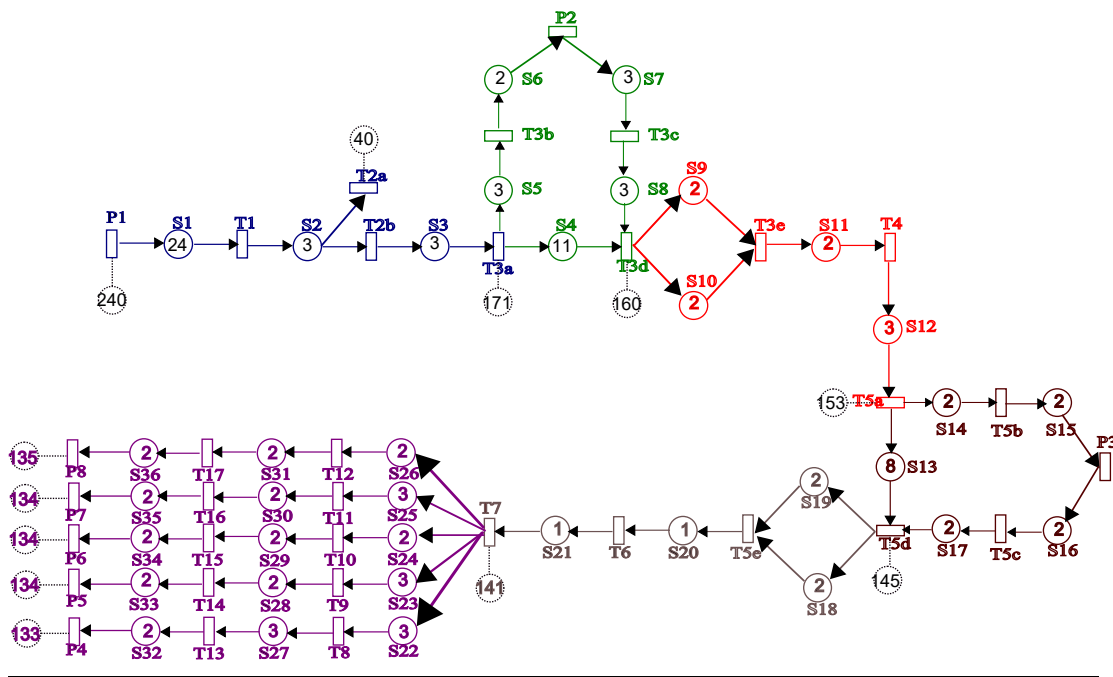 P2
2 S6
3 S7
40
T3b
T3c
T2a
3 S5
3 S8
S9
2
P1
S1
T1
S2
T2b
S3
S4
T3e
S11
T4
24
3
3
11
2
T3a
T3d
S10
2
240
171
160
3 S12
153
T5a
2
S14
T5b
2
S15
P3
8 S13
135
P8
2
S36
T17
2
S31
T12
2
S26
2
S19
134
P7
2
S35
T16
2
S30
T11
3
S25
T7
134
P6
2
S34
T15
2
S29
T10
2
S24
1
S21
T6
1
S20
T5e
T5d
2
S17
T5c
2
S16
134
P5
2
S33
T14
2
S28
T9
3
S23
141
2
S18
145
133
P4
2
S32
T13
3
S27
T8
3
S22